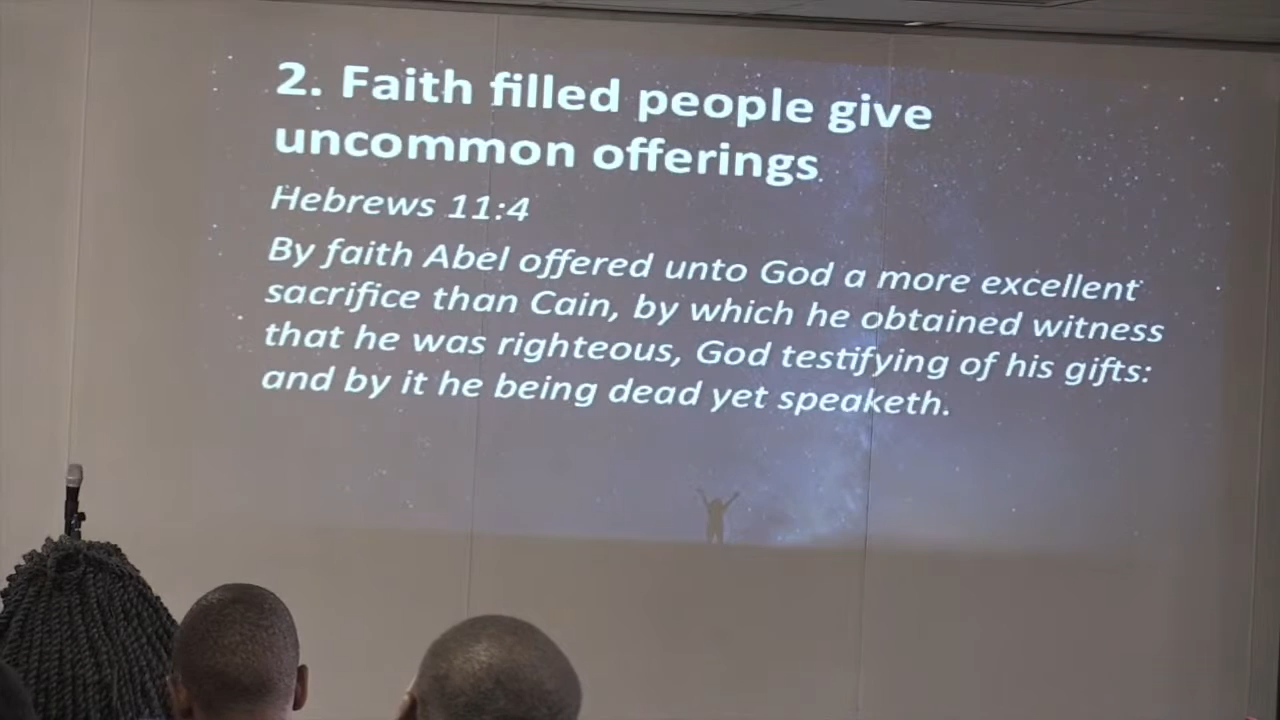 2. Faith filled people give
uncommon offerings
Hebrews 11:4
By faith Abel offered unto God a more excellent
sacrifice than Cain, by which he obtained witness
that he was righteous, God testifying of his gifts:
and by it he being dead yet speaketh.